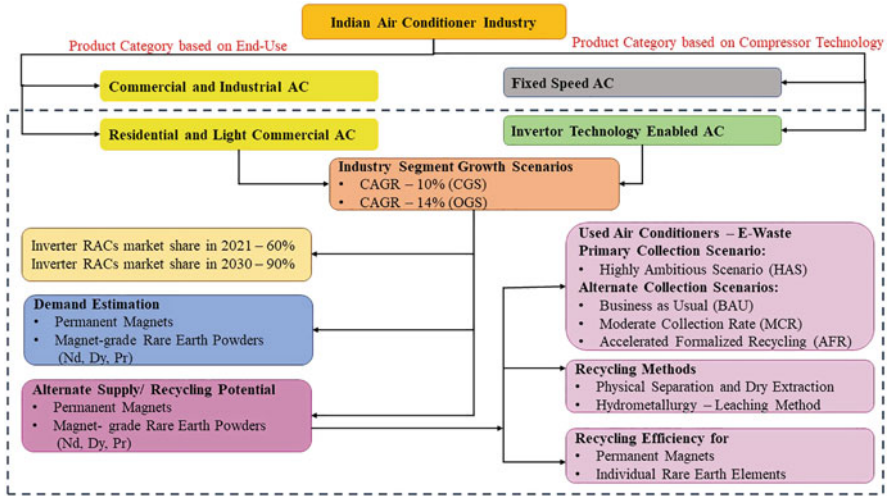 Indian Air Conditioner Industry
Product Category based on End-Use
Product Category based on Compressor Technology
Commercial and Industrial AC
Fixed Speed AC
Residential and Light Commercial AC
Invertor Technology Enabled AC
Industry Segment Growth Scenarios
• CAGR – 10% (CGS)
• CAGR – 14% (OGS)
Inverter RACs market share in 2021 – 60%
Inverter RACs market share in 2030 – 90%
Demand Estimation
• Permanent Magnets
• Magnet-grade Rare Earth Powders
(Nd, Dy, Pr)
Alternate Supply/ Recycling Potential
• Permanent Magnets
• Magnet- grade Rare Earth Powders
(Nd, Dy, Pr)
Used Air Conditioners – E-Waste
Primary Collection Scenario:
• Highly Ambitious Scenario (HAS)
Alternate Collection Scenarios:
• Business as Usual (BAU)
• Moderate Collection Rate (MCR)
• Accelerated Formalized Recycling (AFR)
Recycling Methods
• Physical Separation and Dry Extraction
• Hydrometallurgy – Leaching Method
Recycling Efficiency for
• Permanent Magnets
• Individual Rare Earth Elements